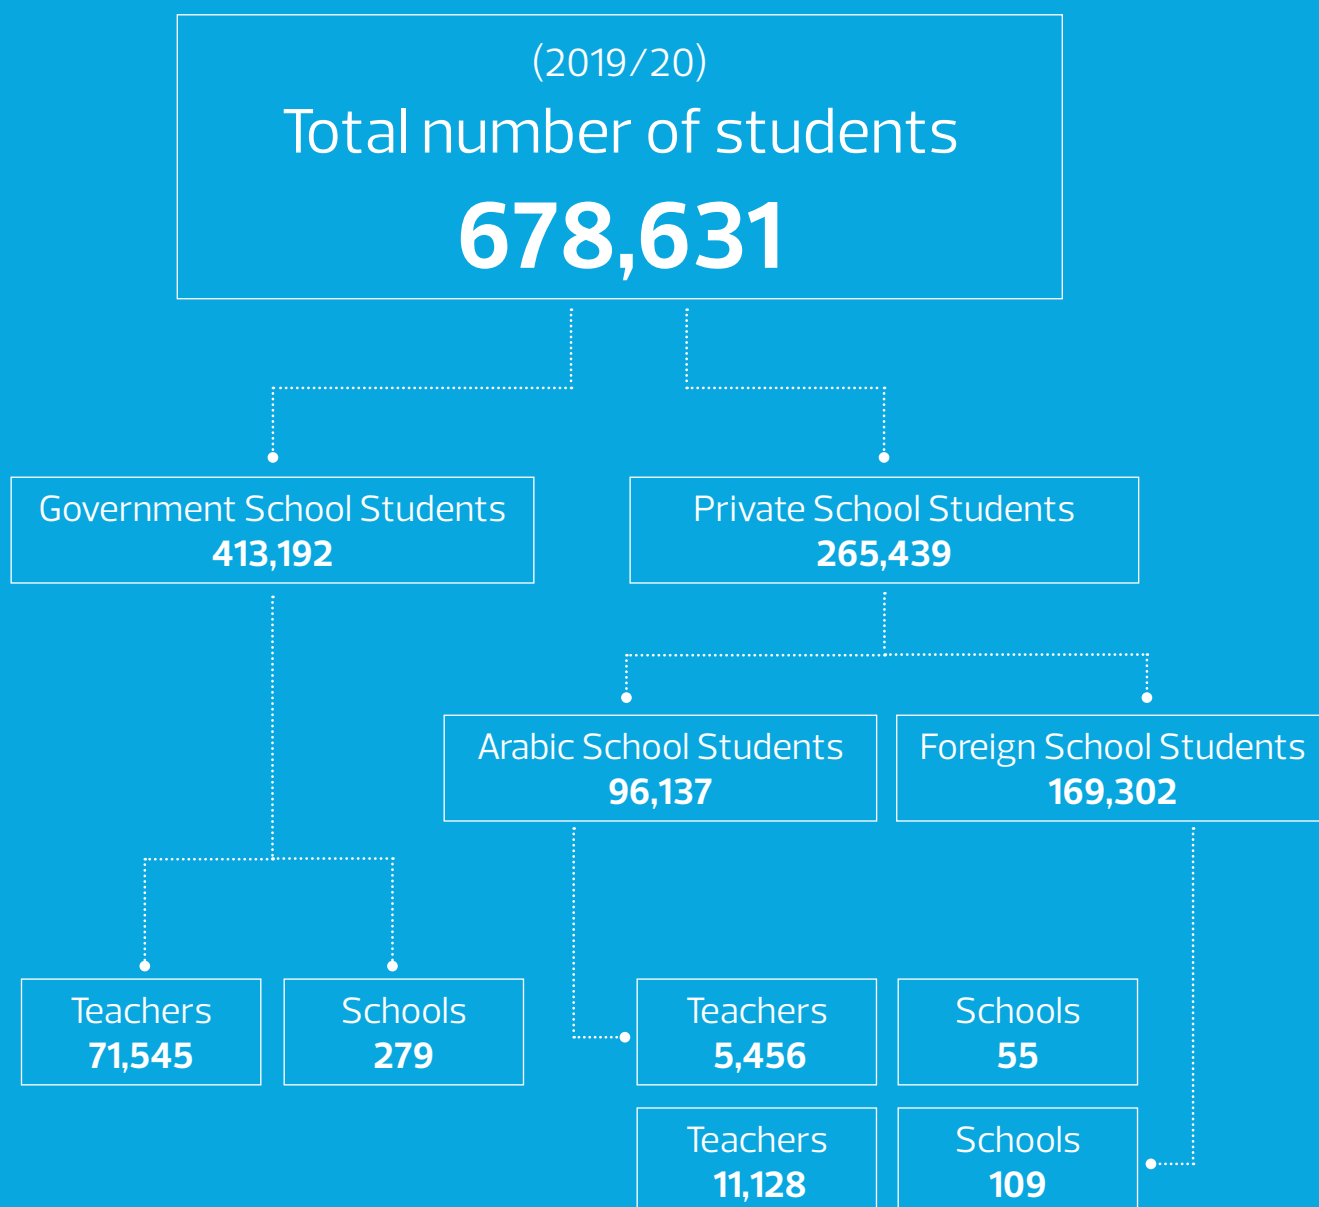 (2019/20)
Total number of students
678,631
Government School Students
413,192
Private School Students
265,439
Arabic School Students
96,137
Foreign School Students
169,302
Teachers
71,545
Schools
279
Teachers
5,456
Schools
55
Teachers
11,128
Schools
109